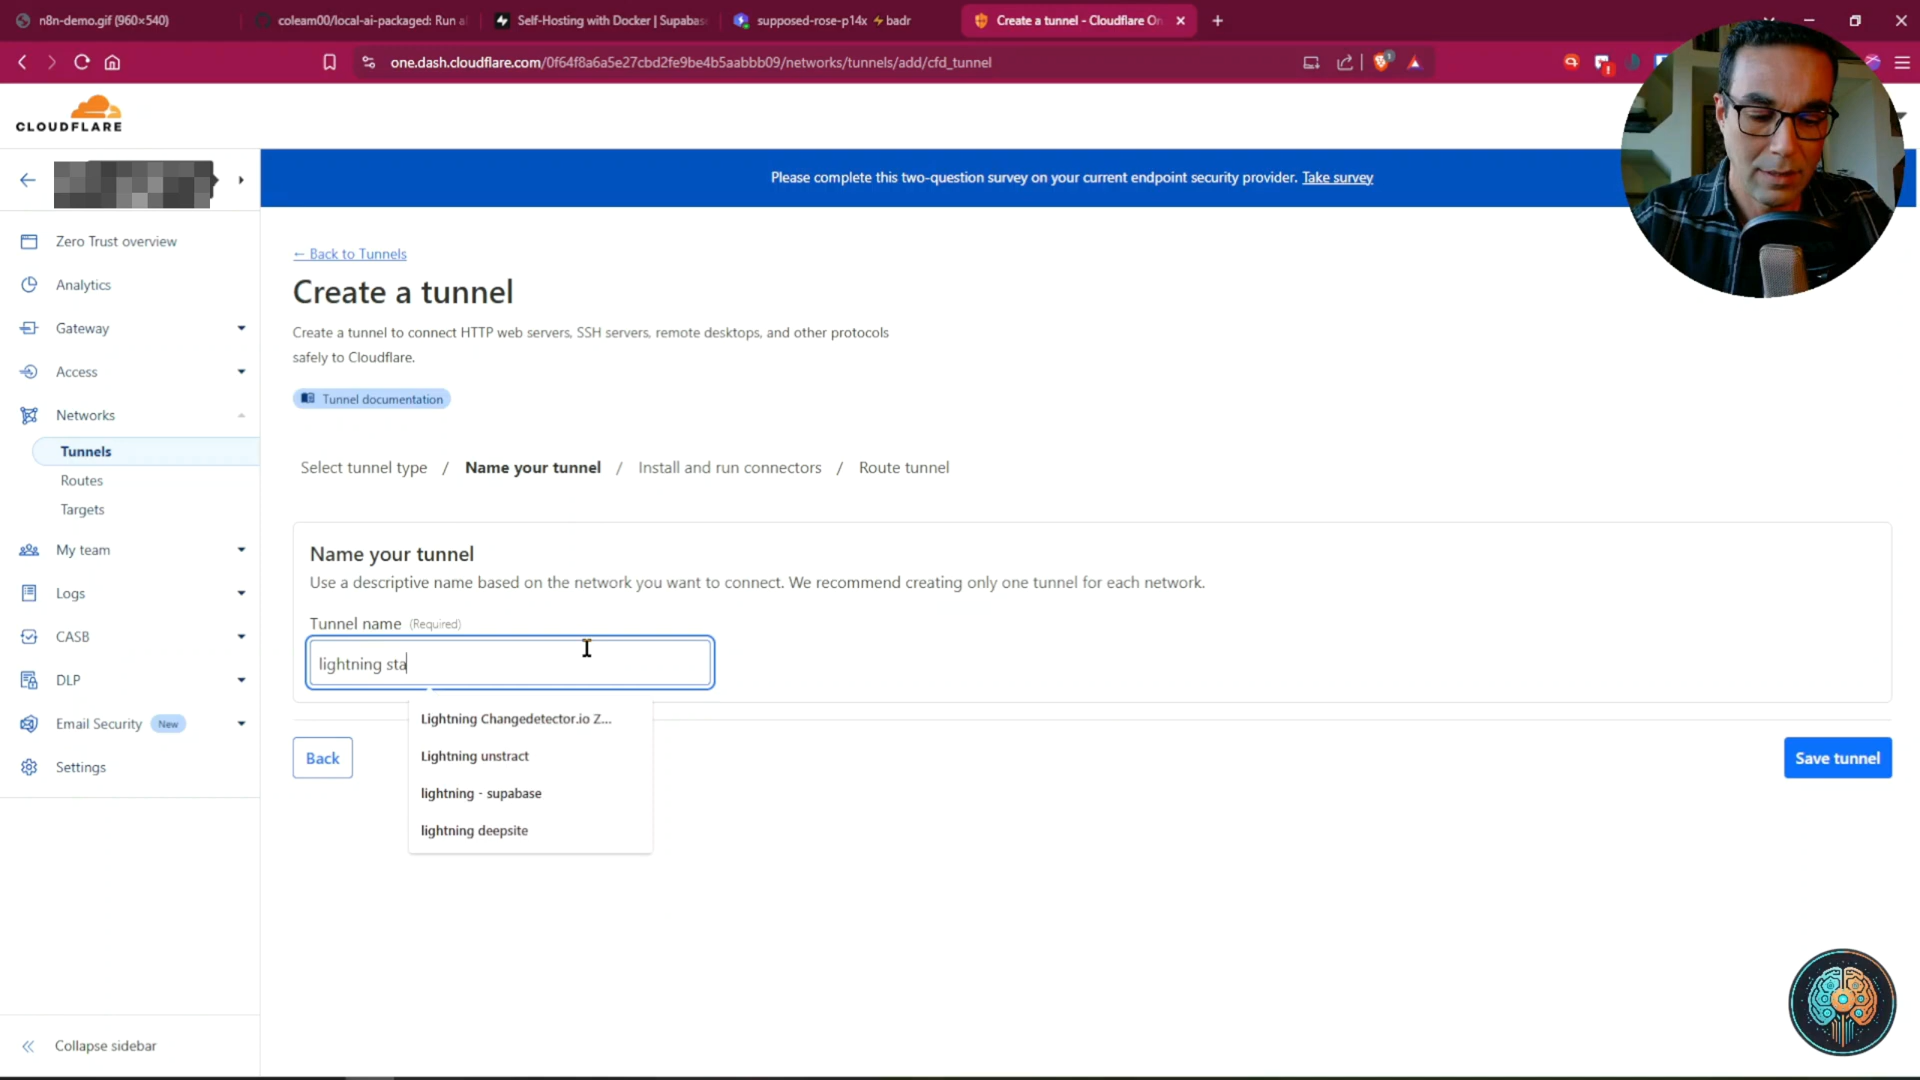 n8n-demo.gif (960×540)
coleam00/local-ai-packaged: Run a
Self-Hosting with Docker | Supabas
supposed-rose-p14x ⚡ badr
Create a tunnel - Cloudflare On
one.dash.cloudflare.com/0f64f8a6a5e27cbd2fe9be4b5aabbb09/networks/tunnels/add/cfd_tunnel
1
CLOUDFLARE
Please complete this two-question survey on your current endpoint security provider. Take survey
Zero Trust overview
Analytics
Gateway
Access
Networks
Tunnels
Routes
Targets
My team
Logs
CASB
DLP
Email Security New
Settings
Collapse sidebar
← Back to Tunnels
Create a tunnel
Create a tunnel to connect HTTP web servers, SSH servers, remote desktops, and other protocols
safely to Cloudflare.
Tunnel documentation
Select tunnel type / Name your tunnel / Install and run connectors / Route tunnel
Name your tunnel
Use a descriptive name based on the network you want to connect. We recommend creating only one tunnel for each network.
Tunnel name (Required)
lightning sta
Lightning Changedetector.io Z...
Lightning unstract
lightning - supabase
lightning deepsite
Back
Save tunnel